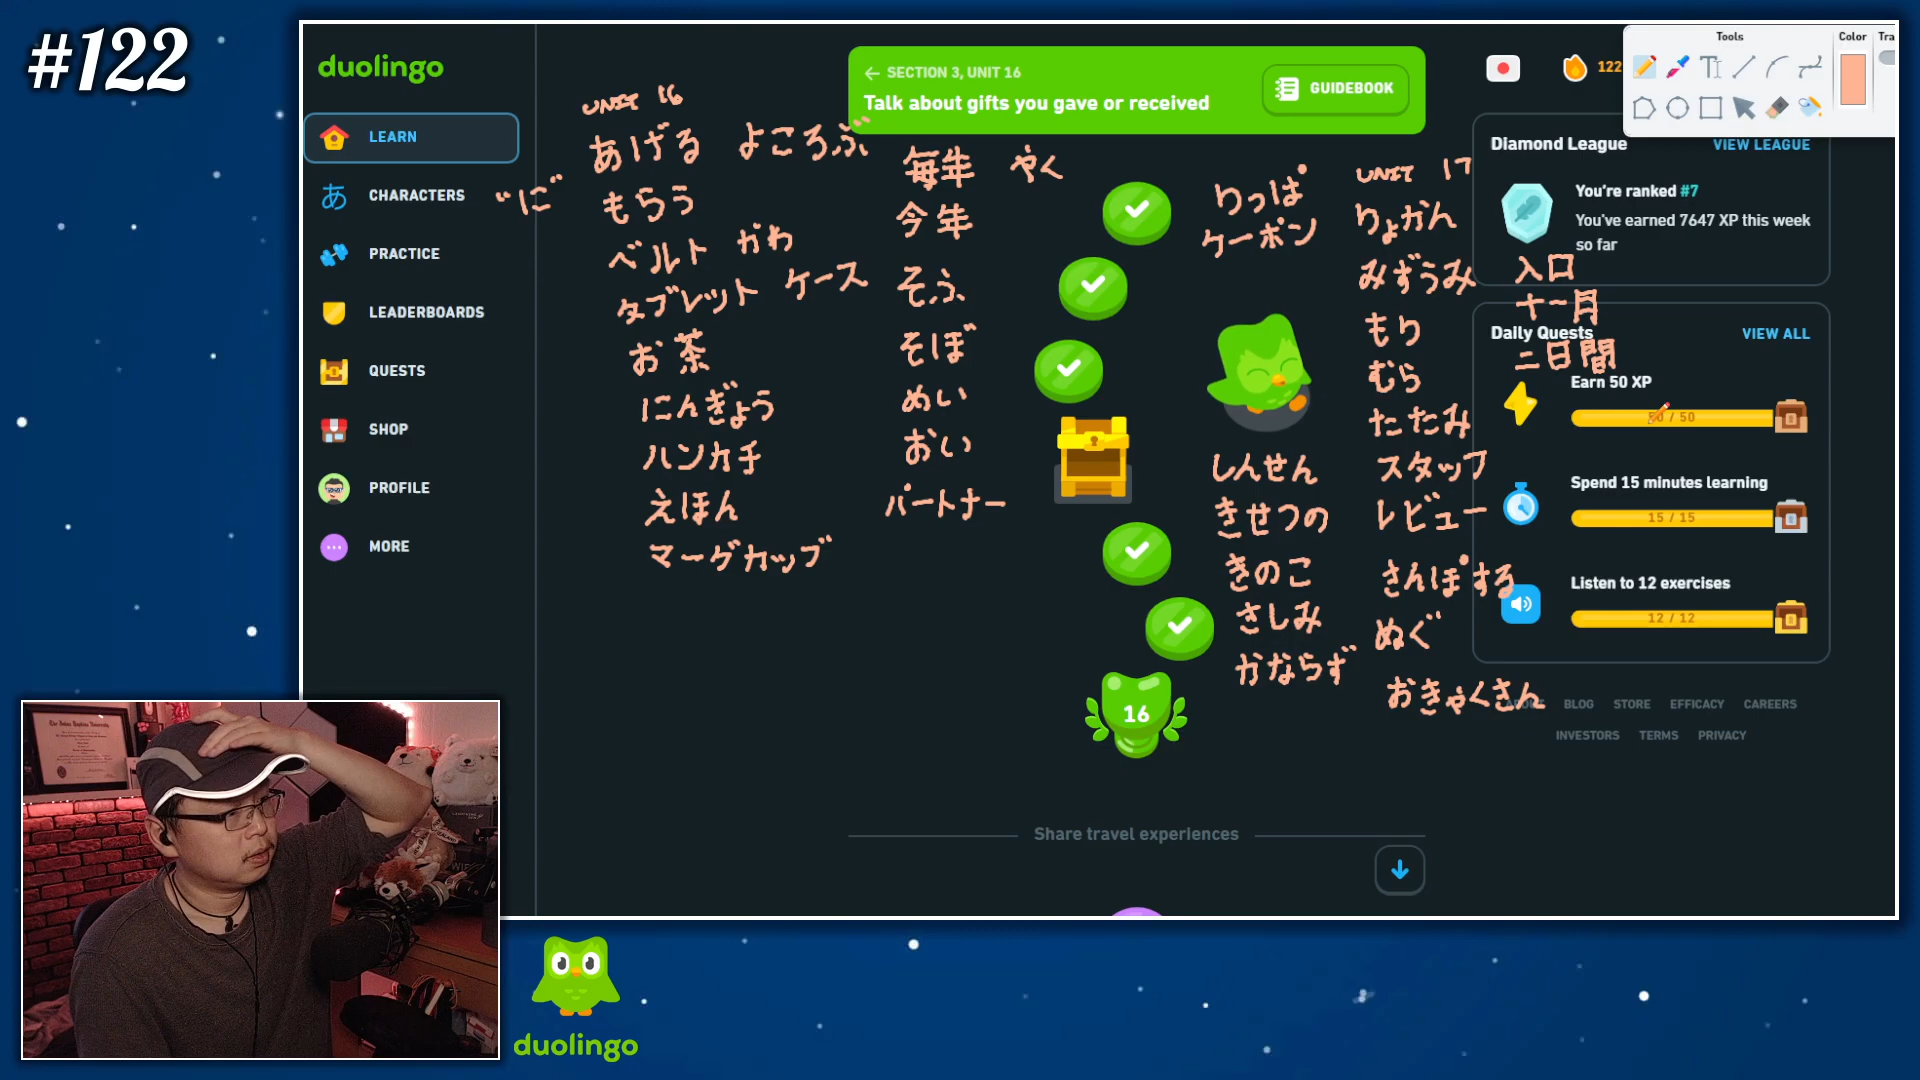 #122
duolingo
LEARN
CHARACTERS
PRACTICE
LEADERBOARDS
QUESTS
SHOP
PROFILE
MORE
SECTION 3, UNIT 16
Talk about gifts you gave or received
GUIDEBOOK
122
Tools
Color
Tra
UNIT 16
あげる よころぶ
"に"
もらう
ベルト がわ
タブレット ケース
お茶
にんぎょう
ハンカチ
えほん
マーグカップ
毎年 やく
今年
そふ
そぼ
めい
おい
パートナー
りっぱ
クーポン
しんせん
きせつの
きのこ
さしみ
かならず
UNIT 17
りょかん
みずうみ
もり
むら
たたみ
スタッフ
レビュー
さんぽする
ぬぐ
おきゃくさん
入口
十一月
二日間
16
Share travel experiences
Diamond League
VIEW LEAGUE
You're ranked #7
You've earned 7647 XP this week
so far
Daily Quests
VIEW ALL
Earn 50 XP
50 / 50
Spend 15 minutes learning
15 / 15
Listen to 12 exercises
12 / 12
BLOG STORE EFFICACY CAREERS
INVESTORS TERMS PRIVACY
duolingo